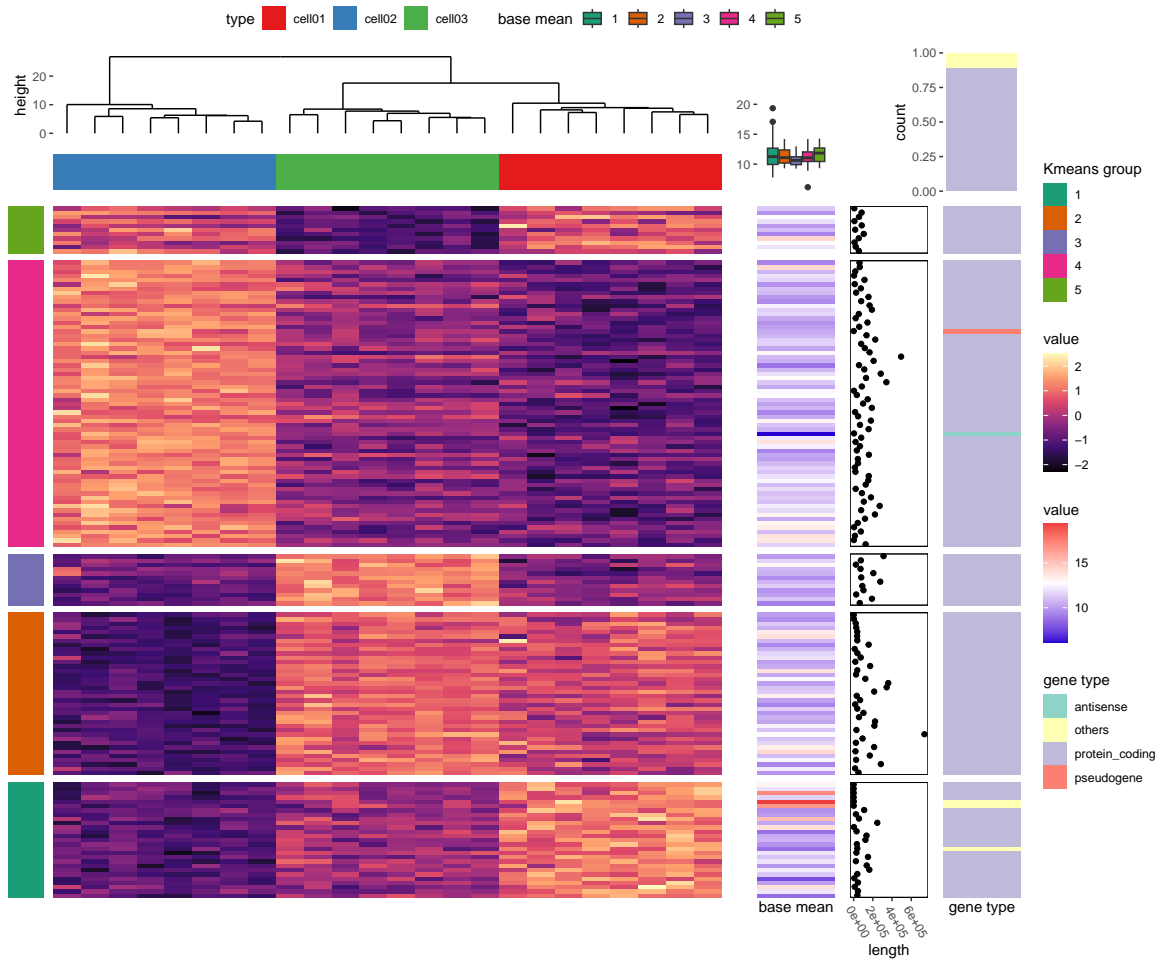 type cell01 cell02 cell03 base mean 1 2 3 4 5
height
20
10
0
20
15
10
count
1.00
0.75
0.50
0.25
0.00
Kmeans group
1
2
3
4
5
value
2
1
0
−1
−2
value
15
10
gene type
antisense
others
protein_coding
pseudogene
base mean
0e+00 2e+05 4e+05 6e+05
length
gene type